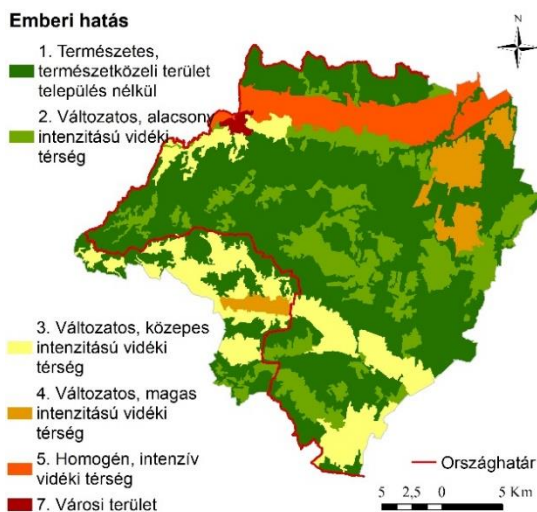 Emberi hatás
N
1. Természetes,
természetközeli terület
település nélkül
2. Változatos, alacsony
intenzitású vidéki
térség
3. Változatos, közepes
intenzitású vidéki
térség
4. Változatos, magas
intenzitású vidéki
térség
5. Homogén, intenzív
vidéki térség
7. Városi terület
Országhatár
5 2,5 0 5 Km